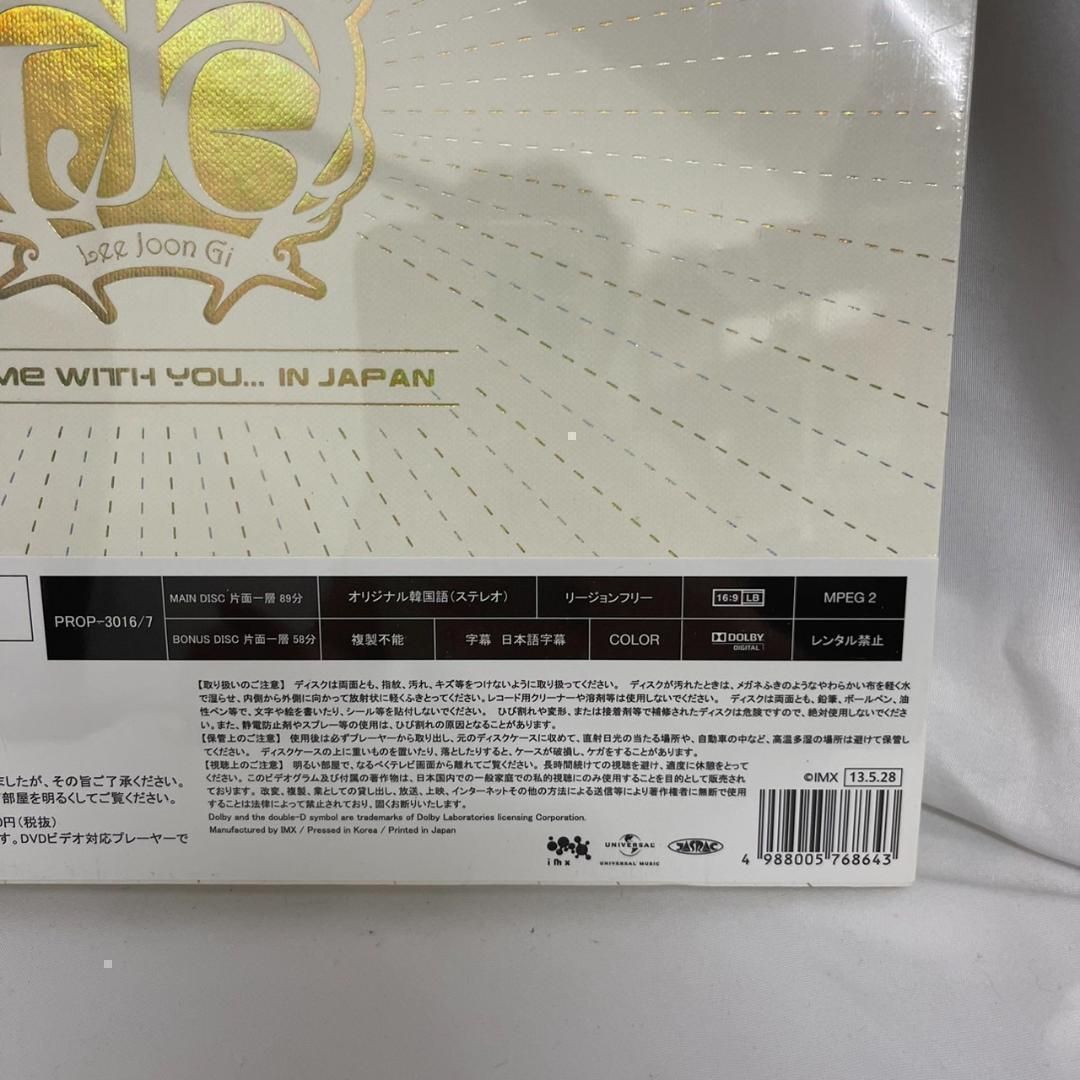 JG
Lee Joon Gi
ME WITH YOU... IN JAPAN
PROP-3016/7
MAIN DISC 片面一層 89分
オリジナル韓国語(ステレオ)
リージョンフリー
16:9 LB
MPEG 2
BONUS DISC 片面一層 58分
複製不能
字幕 日本語字幕
COLOR
DOLBY DIGITAL
レンタル禁止
【取り扱いのご注意】 ディスクは両面とも、指紋、汚れ、キズ等をつけないように取り扱ってください。 ディスクが汚れたときは、メガネふきのようなやわらかい布を軽く水
で湿らせ、内側から外側に向かって放射状に軽くふきとってください。レコード用クリーナーや溶剤等は使用しないでください。 ディスクは両面とも、鉛筆、ボールペン、油
性ペン等で、文字や絵を書いたり、シール等を貼付しないでください。 ひび割れや変形、または接着剤等で補修されたディスクは危険ですので、絶対使用しないでくださ
い。また、静電防止剤やスプレー等の使用は、ひび割れの原因となることがあります。
【保管上のご注意】 使用後は必ずプレーヤーから取り出し、元のディスクケースに収めて、直射日光の当たる場所や、自動車の中など、高温多湿の場所は避けて保管し
てください。 ディスクケースの上に重いものを置いたり、落としたりすると、ケースが破損し、ケガをすることがあります。
【視聴上のご注意】 明るい部屋で、なるべくテレビ画面から離れてご覧ください。長時間続けての視聴を避け、適度に休憩をとって
ください。このビデオグラム及び付属の著作物は、日本国内での一般家庭での私的視聴にのみ使用することを目的として販売され
ております。改変、複製、業としての貸し出し、放送、上映、インターネットその他の方法による送信等により著作権者に無断で使用
することは法律によって禁止されており、固くお断りいたします。
Dolby and the double-D symbol are trademarks of Dolby Laboratories licensing Corporation.
Manufactured by IMX / Pressed in Korea / Printed in Japan
ましたが、その旨ご了承ください。
部屋を明るくしてご覧ください。
0円(税抜)
す。DVDビデオ対応プレーヤーで
©IMX 13.5.28
imx
UNIVERSAL
UNIVERSAL MUSIC
JASRAC
4 988005 768643